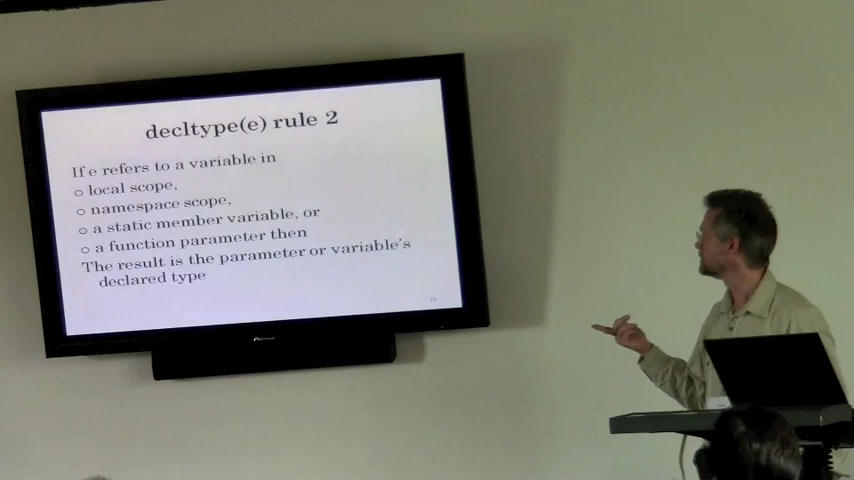 decltype(e) rule 2
If e refers to a variable in
o local scope,
o namespace scope,
o a static member variable, or
o a function parameter then
The result is the parameter or variable's
declared type